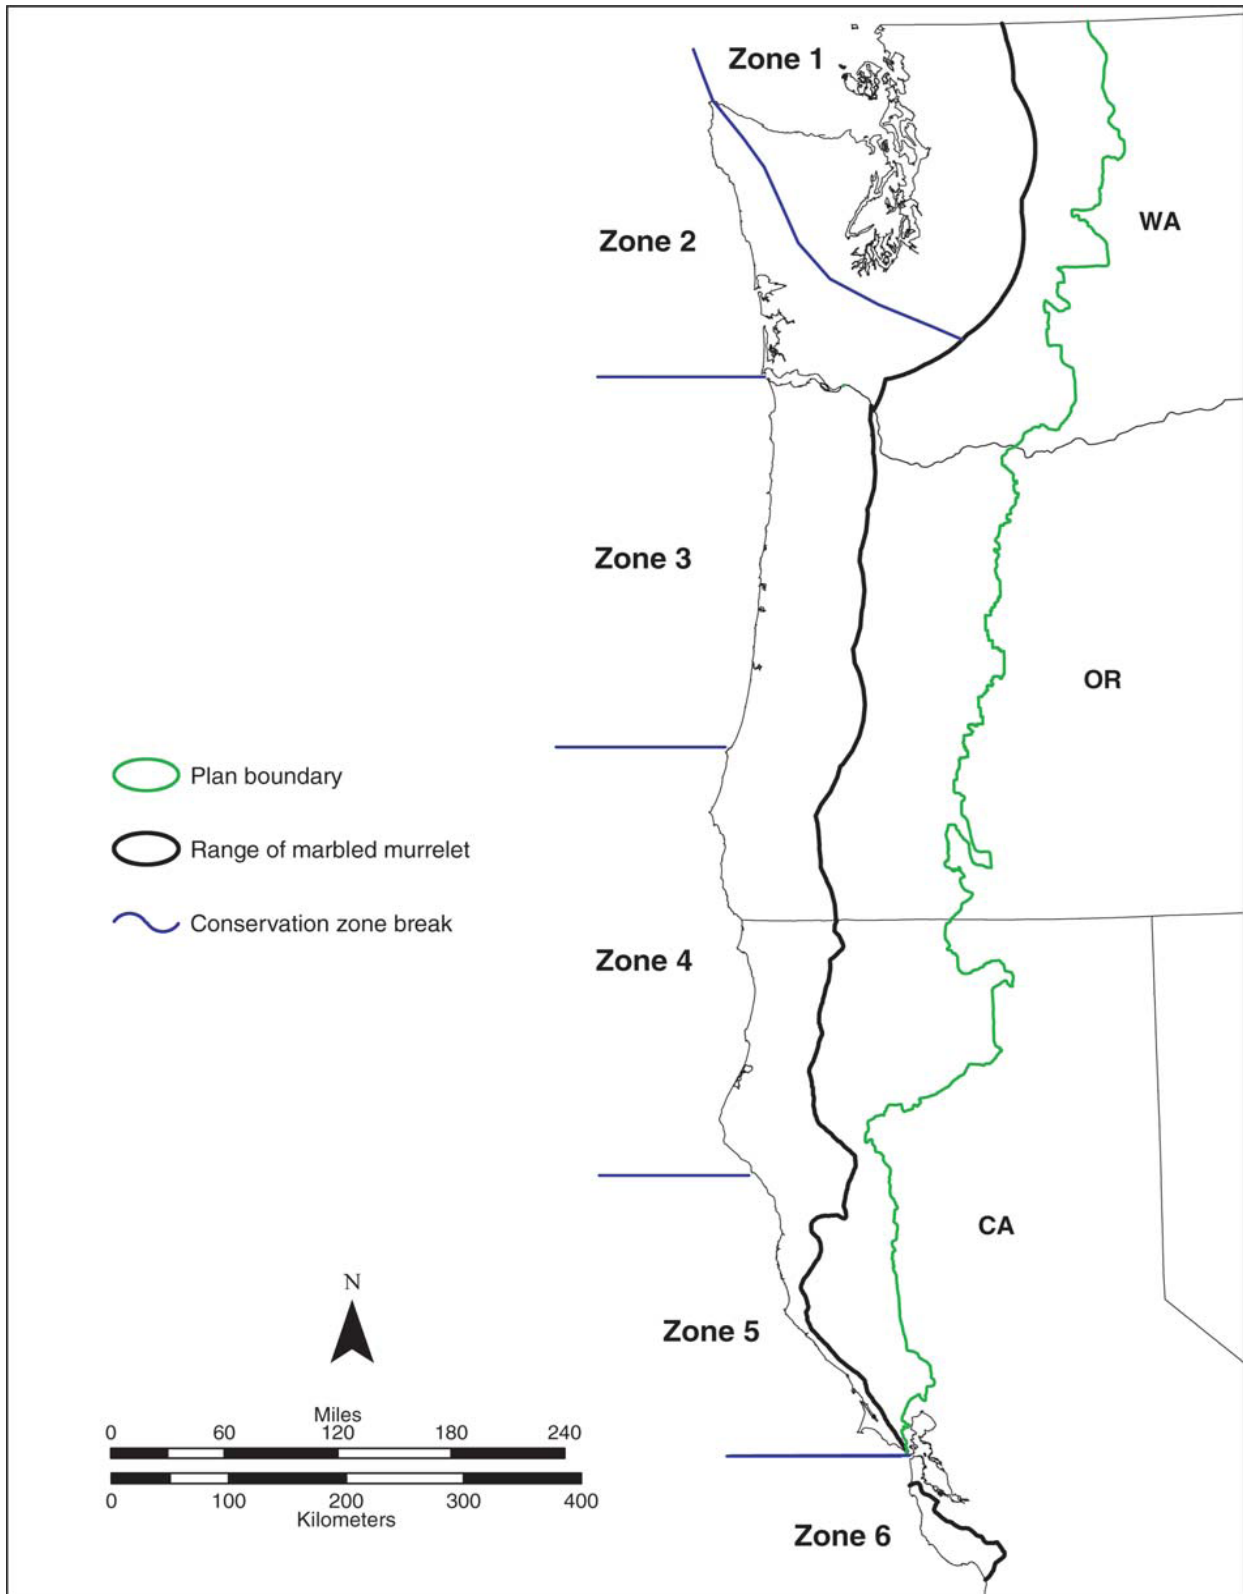 Zone 1
WA
Zone 2
Zone 3
OR
Plan boundary
Range of marbled murrelet
Conservation zone break
Zone 4
CA
Zone 5
N
Miles
0 60 120 180 240
0 100 200 300 400
Kilometers
Zone 6